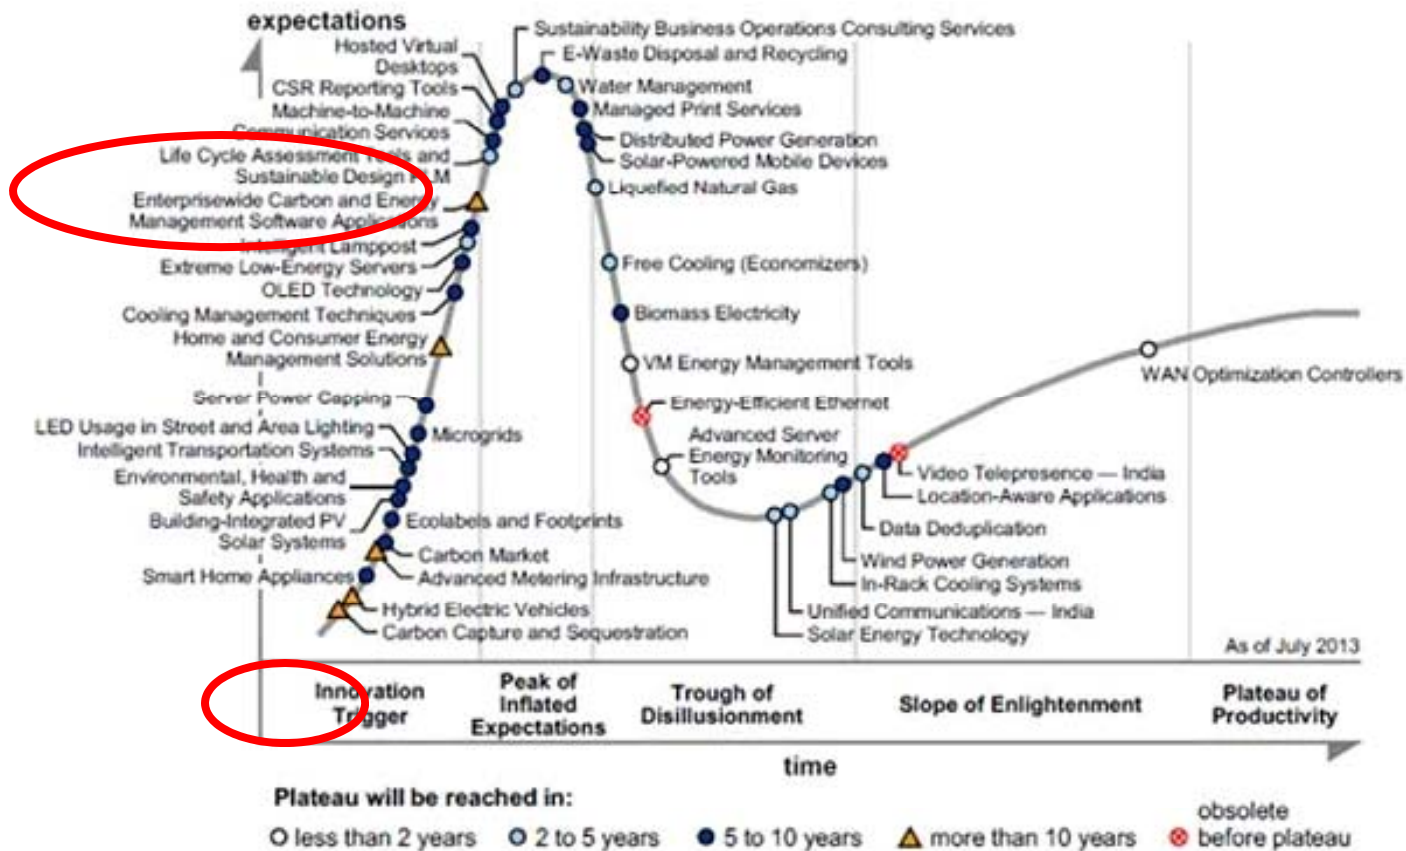 expectations
Sustainability Business Operations Consulting Services
Hosted Virtual
Desktops
E-Waste Disposal and Recycling
CSR Reporting Tools
Water Management
Machine-to-Machine
Communication Services
Managed Print Services
Distributed Power Generation
Life Cycle Assessment Tools and
Sustainable Design PLM
Solar-Powered Mobile Devices
Enterprisewide Carbon and Energy
Management Software Applications
Liquefied Natural Gas
Intelligent Lamppost
Extreme Low-Energy Servers
Free Cooling (Economizers)
OLED Technology
Cooling Management Techniques
Biomass Electricity
Home and Consumer Energy
Management Solutions
VM Energy Management Tools
WAN Optimization Controllers
Server Power Capping
Energy-Efficient Ethernet
LED Usage in Street and Area Lighting
Microgrids
Advanced Server
Energy Monitoring
Tools
Intelligent Transportation Systems
Environmental, Health and
Safety Applications
Video Telepresence — India
Location-Aware Applications
Building-Integrated PV
Solar Systems
Ecolabels and Footprints
Data Deduplication
Carbon Market
Wind Power Generation
Smart Home Appliances
Advanced Metering Infrastructure
In-Rack Cooling Systems
Hybrid Electric Vehicles
Unified Communications — India
Carbon Capture and Sequestration
Solar Energy Technology
As of July 2013
Innovation
Trigger
Peak of
Inflated
Expectations
Trough of
Disillusionment
Slope of Enlightenment
Plateau of
Productivity
time
Plateau will be reached in:
less than 2 years
2 to 5 years
5 to 10 years
more than 10 years
obsolete
before plateau